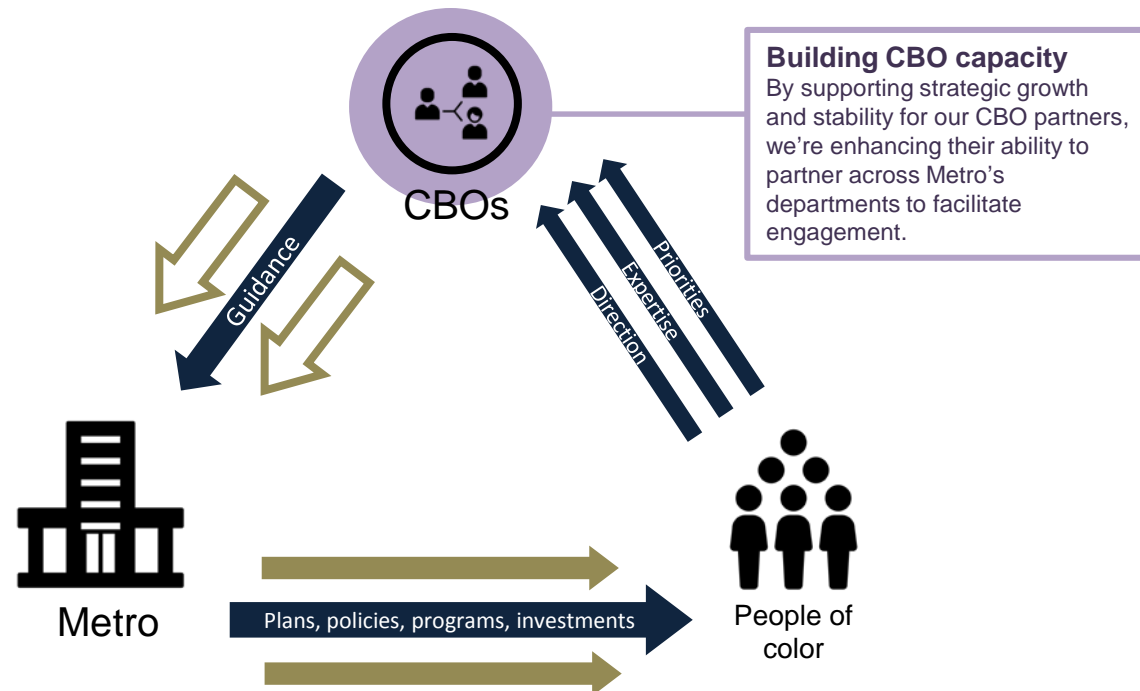 Building CBO capacity
By supporting strategic growth
and stability for our CBO partners,
we're enhancing their ability to
partner across Metro's
departments to facilitate
engagement.
CBOs
Guidance
Priorities
Expertise
Direction
Metro
Plans, policies, programs, investments
People of
color